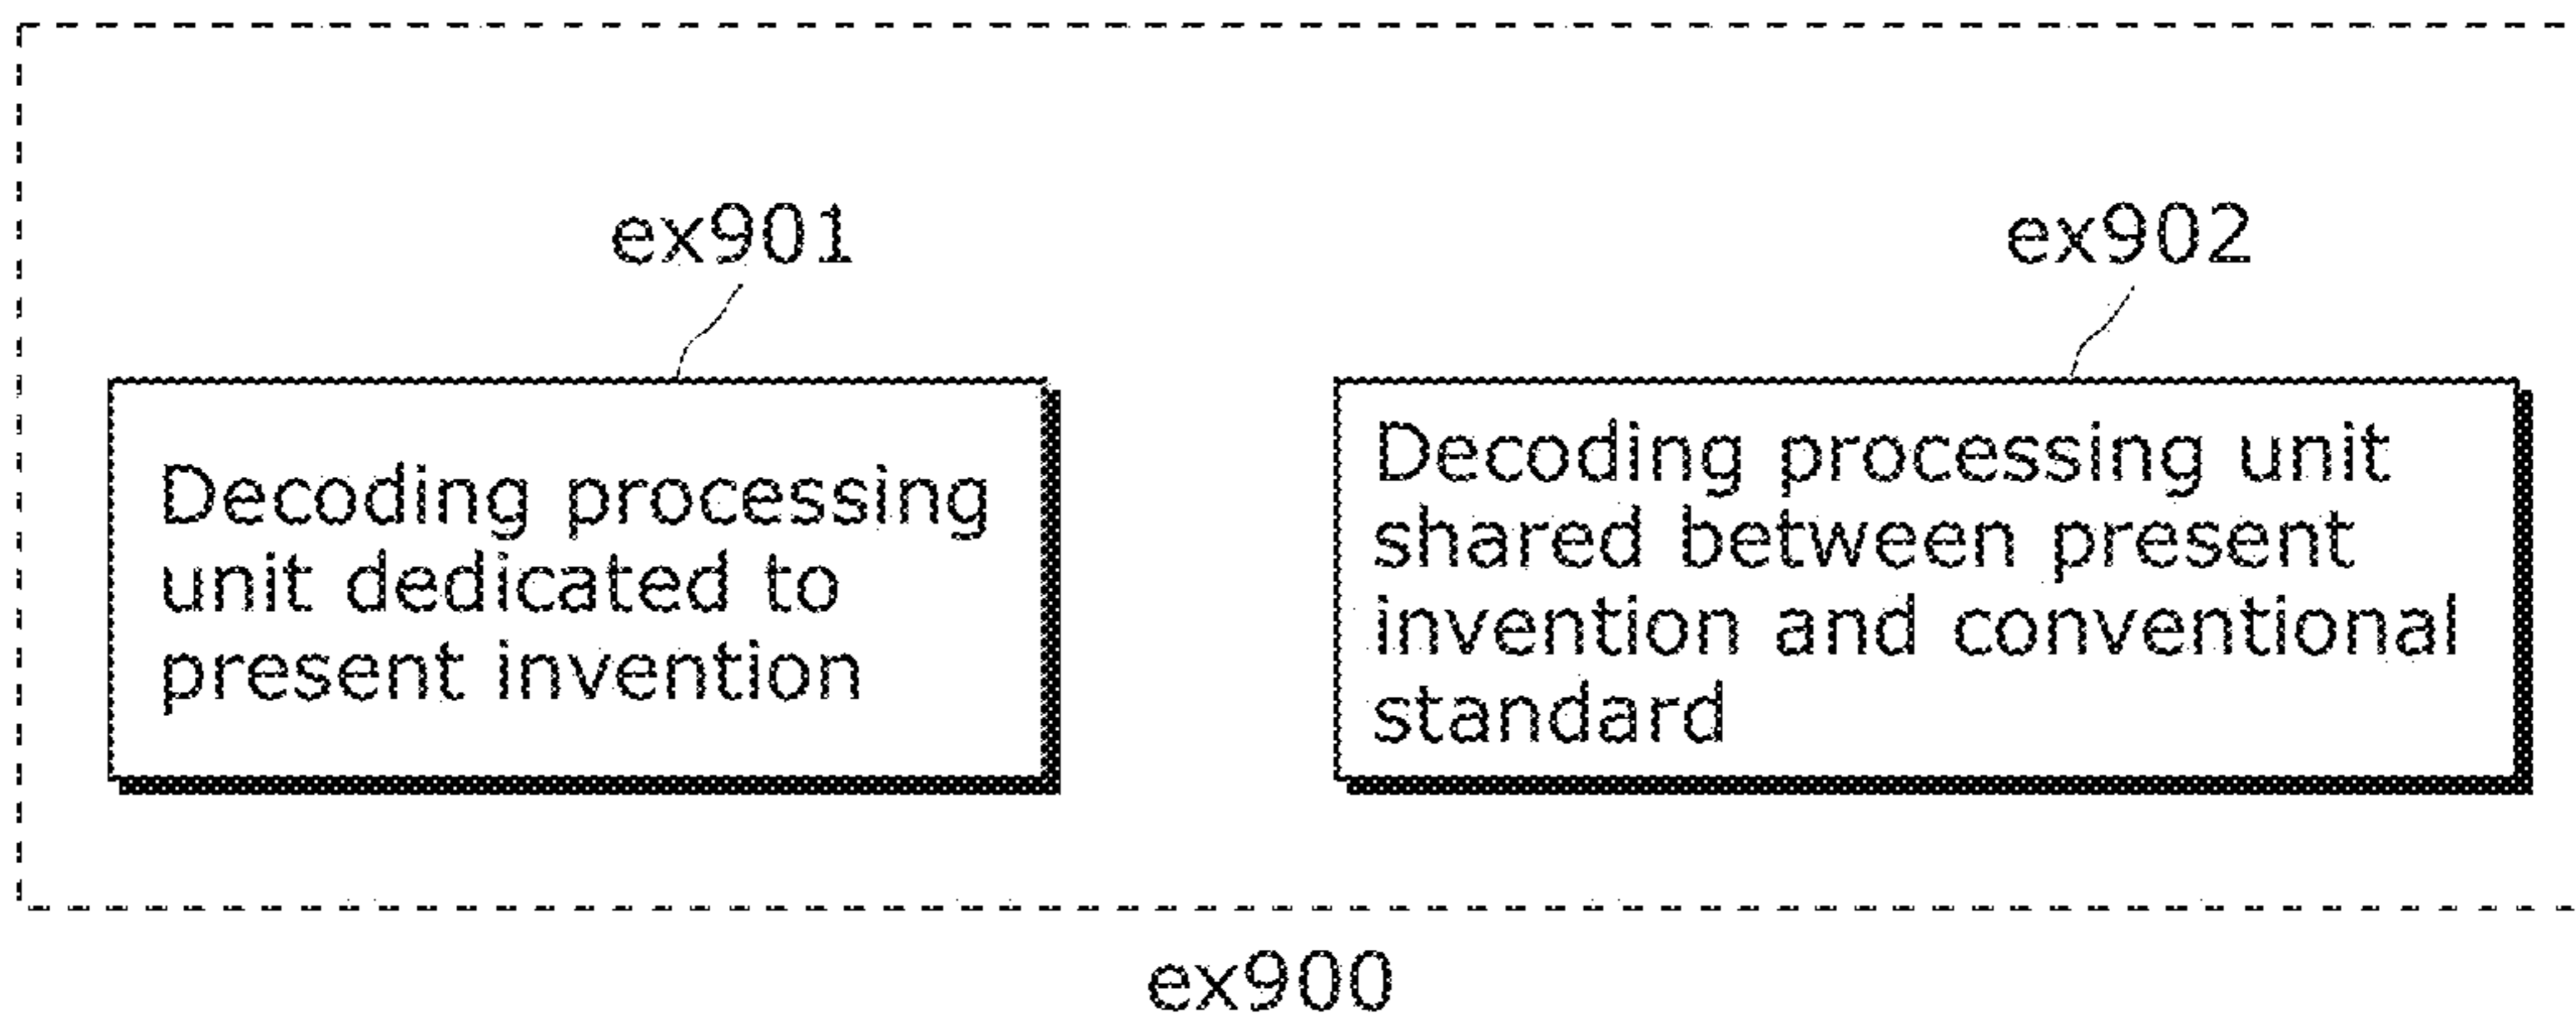 ex901
ex902
Decoding processing
unit dedicated to
present invention
Decoding processing unit
shared between present
invention and conventional
standard
ex900